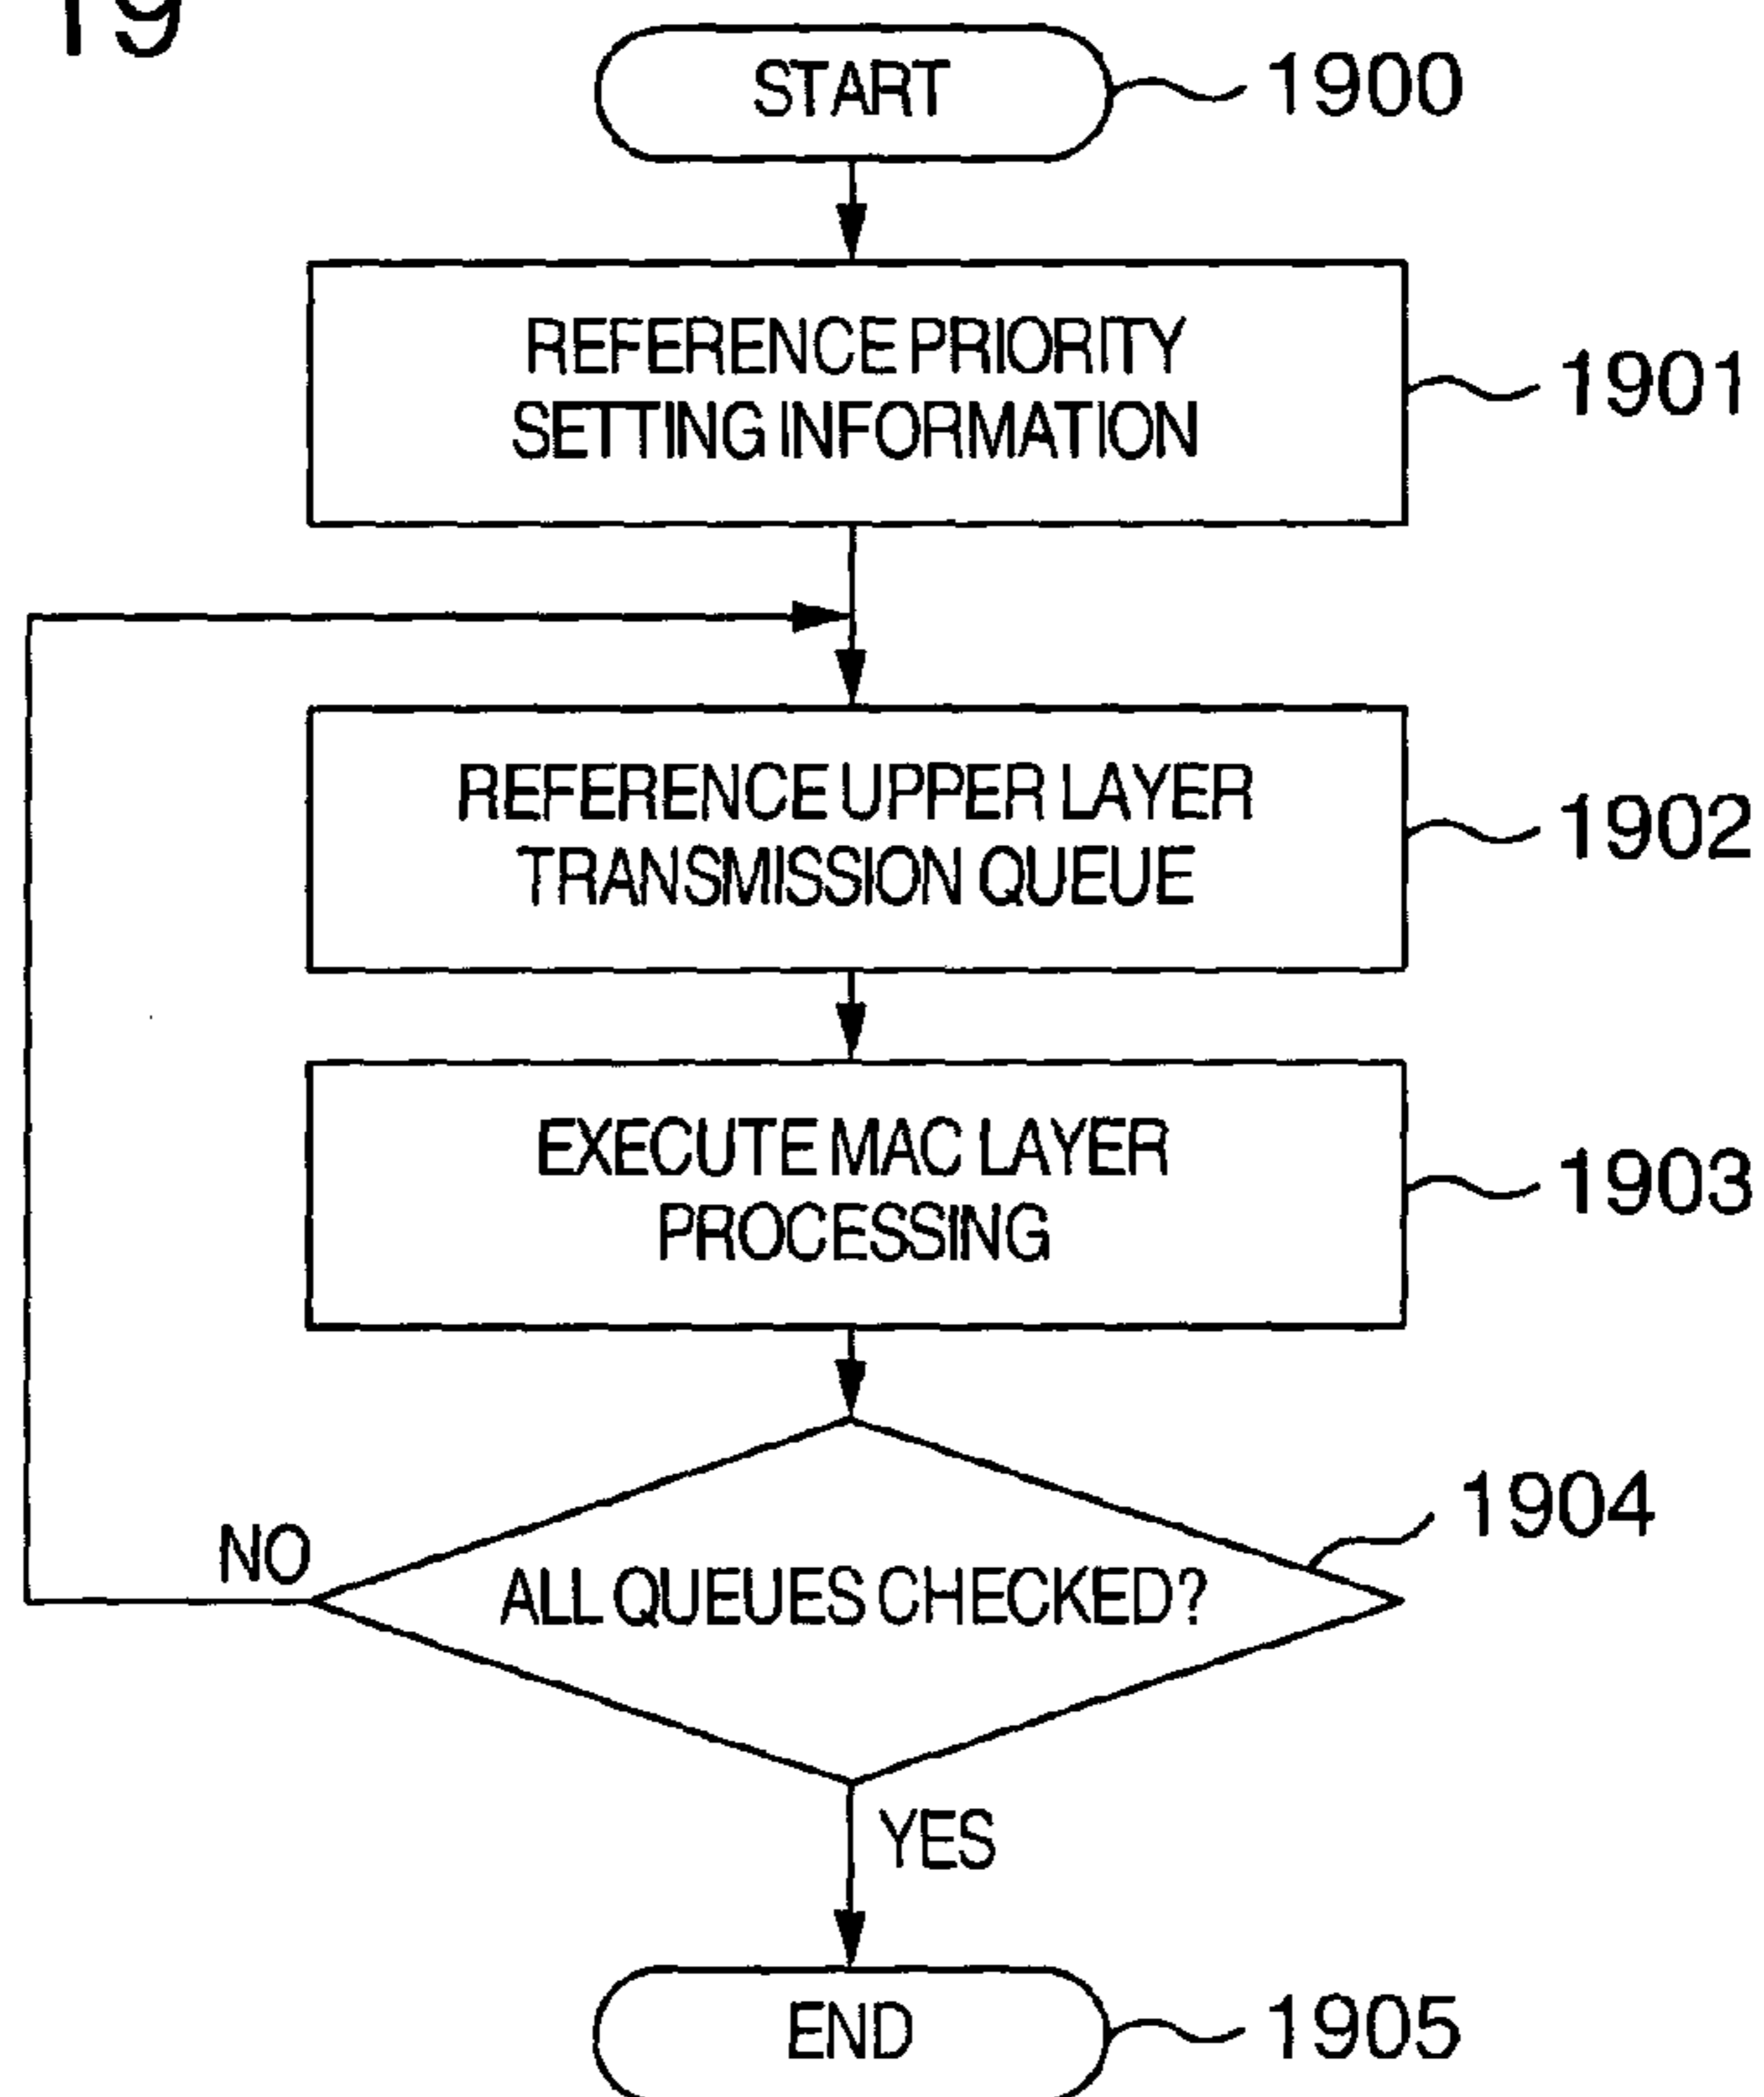 19
START
1900
REFERENCE PRIORITY
SETTING INFORMATION
1901
REFERENCE UPPER LAYER
TRANSMISSION QUEUE
1902
EXECUTE MAC LAYER
PROCESSING
1903
1904
NO
ALL QUEUES CHECKED?
YES
END
1905